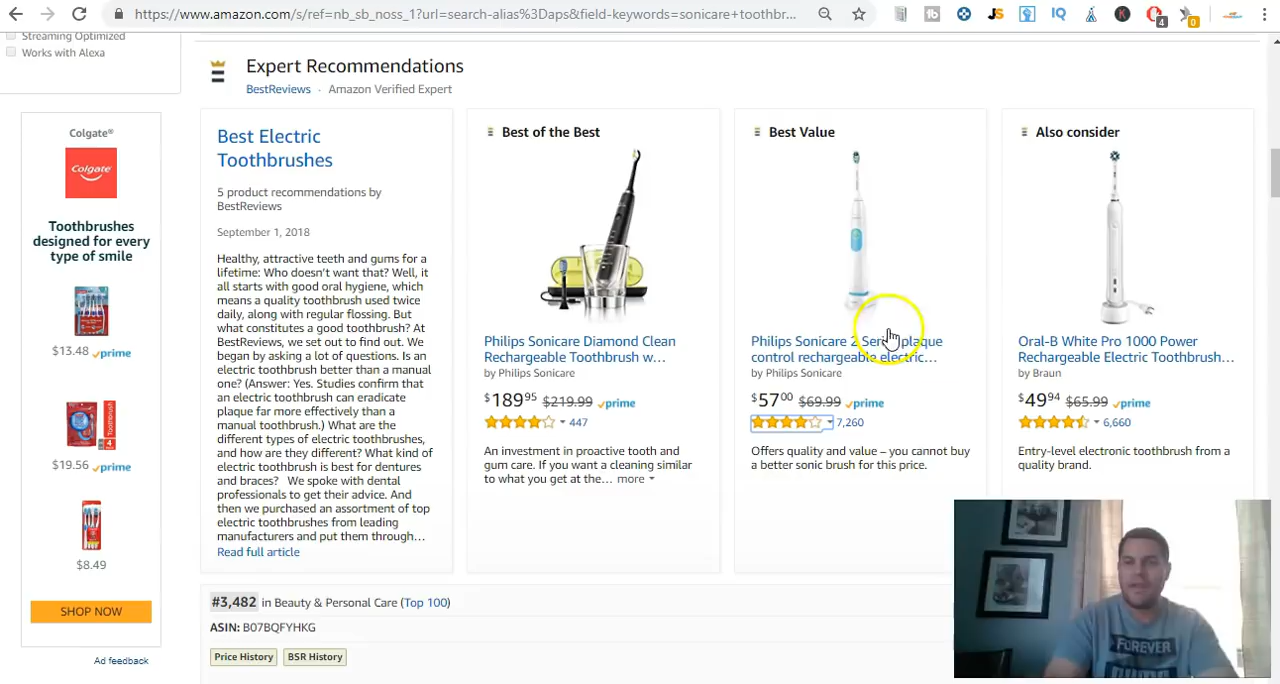 https://www.amazon.com/s/ref=nb_sb_noss_1?url=search-alias%3Daps&field-keywords=sonicare+toothbr...
Streaming Optimized
Works with Alexa
Colgate®
Colgate
Toothbrushes
designed for every
type of smile
$13.48 prime
$19.56 prime
$8.49
SHOP NOW
Ad feedback
Expert Recommendations
BestReviews · Amazon Verified Expert
Best Electric
Toothbrushes
5 product recommendations by
BestReviews
September 1, 2018
Healthy, attractive teeth and gums for a
lifetime: Who doesn't want that? Well, it
all starts with good oral hygiene, which
means a quality toothbrush used twice
daily, along with regular flossing. But
what constitutes a good toothbrush? At
BestReviews, we set out to find out. We
began by asking a lot of questions. Is an
electric toothbrush better than a manual
one? (Answer: Yes. Studies confirm that
an electric toothbrush can eradicate
plaque far more effectively than a
manual toothbrush.) What are the
different types of electric toothbrushes,
and how are they different? What kind of
electric toothbrush is best for dentures
and braces? We spoke with dental
professionals to get their advice. And
then we purchased an assortment of top
electric toothbrushes from leading
manufacturers and put them through...
Read full article
Best of the Best
Philips Sonicare Diamond Clean
Rechargeable Toothbrush w...
by Philips Sonicare
$189.95 $219.99 prime
447
An investment in proactive tooth and
gum care. If you want a cleaning similar
to what you get at the... more
Best Value
Philips Sonicare 2 Series plaque
control rechargeable electric...
by Philips Sonicare
$57.00 $69.99 prime
7,260
Offers quality and value – you cannot buy
a better sonic brush for this price.
Also consider
Oral-B White Pro 1000 Power
Rechargeable Electric Toothbrush...
by Braun
$49.94 $65.99 prime
6,660
Entry-level electronic toothbrush from a
quality brand.
#3,482 in Beauty & Personal Care (Top 100)
ASIN: B07BQFYHKG
Price History BSR History
FOREVER